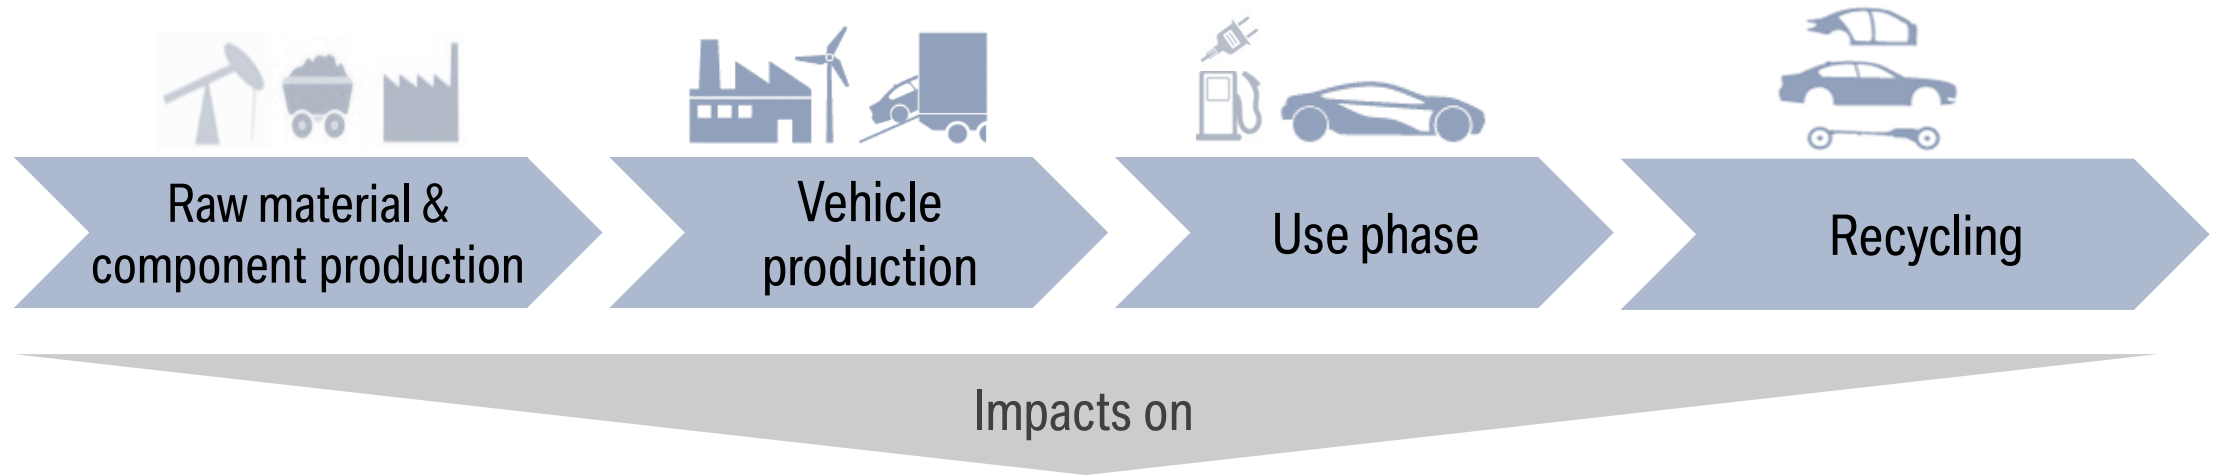 Raw material &
component production
Vehicle
production
Use phase
Recycling
Impacts on